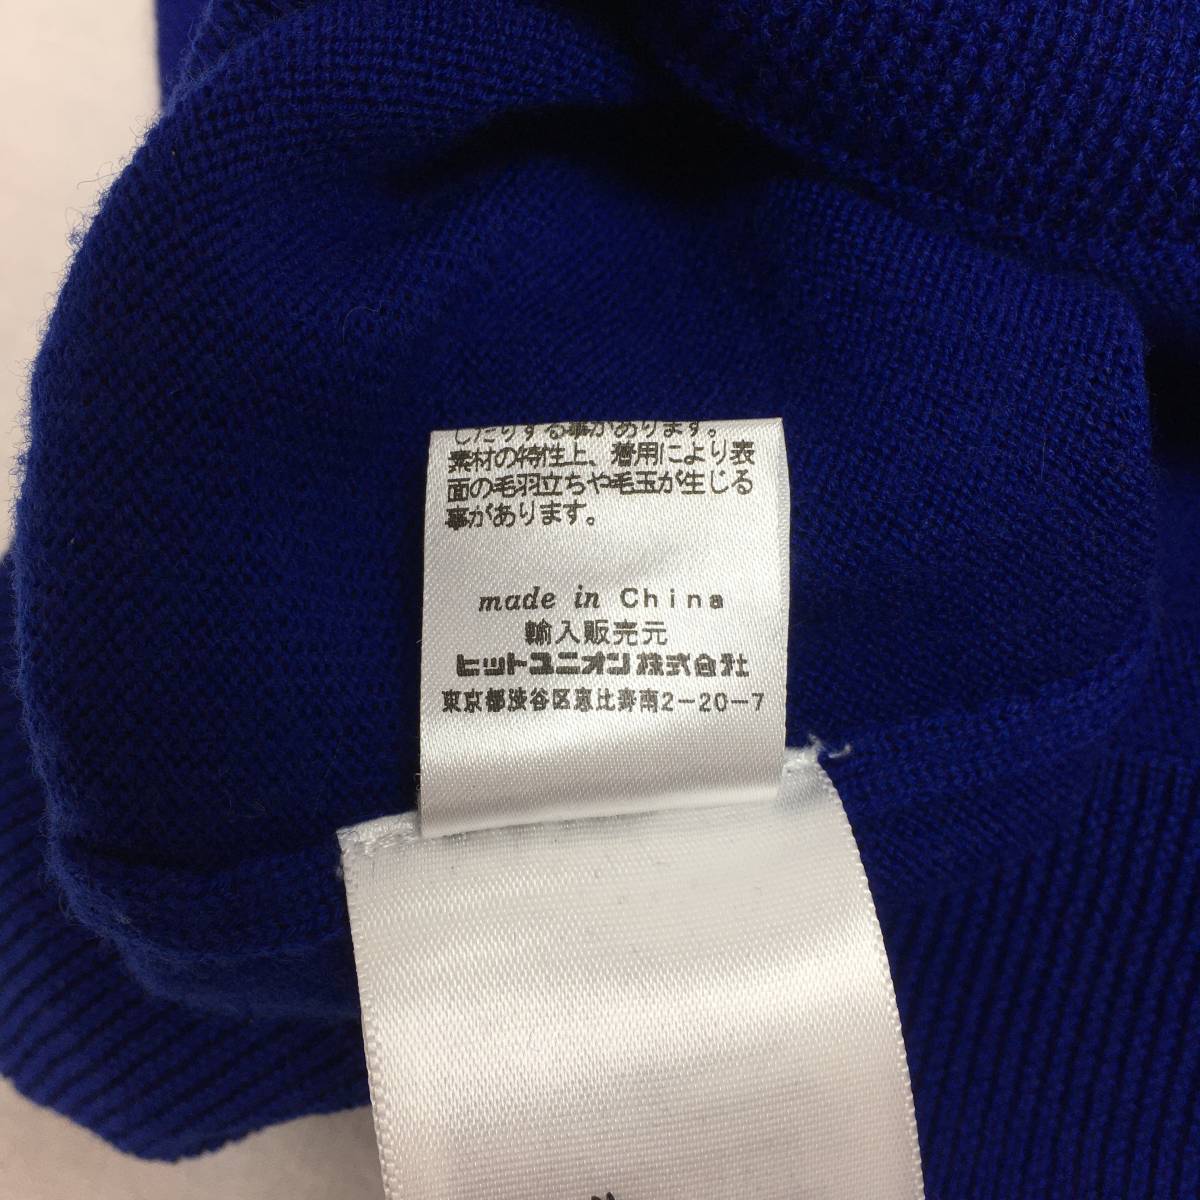 したりする事があります。
素材の特性上、着用により表
面の毛羽立ちや毛玉が生じる
事があります。
made in China
輸入販売元
ヒットユニオン株式会社
東京都渋谷区恵比寿南2-20-7